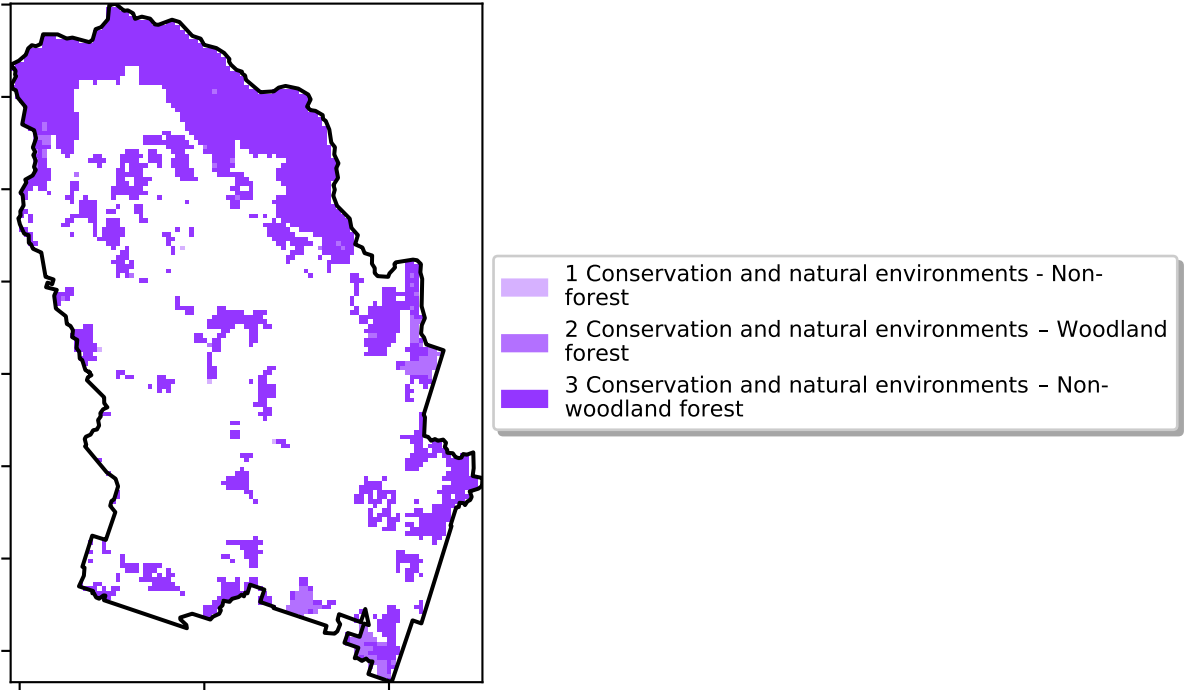 1 Conservation and natural environments - Non-
forest
2 Conservation and natural environments – Woodland
forest
3 Conservation and natural environments – Non-
woodland forest